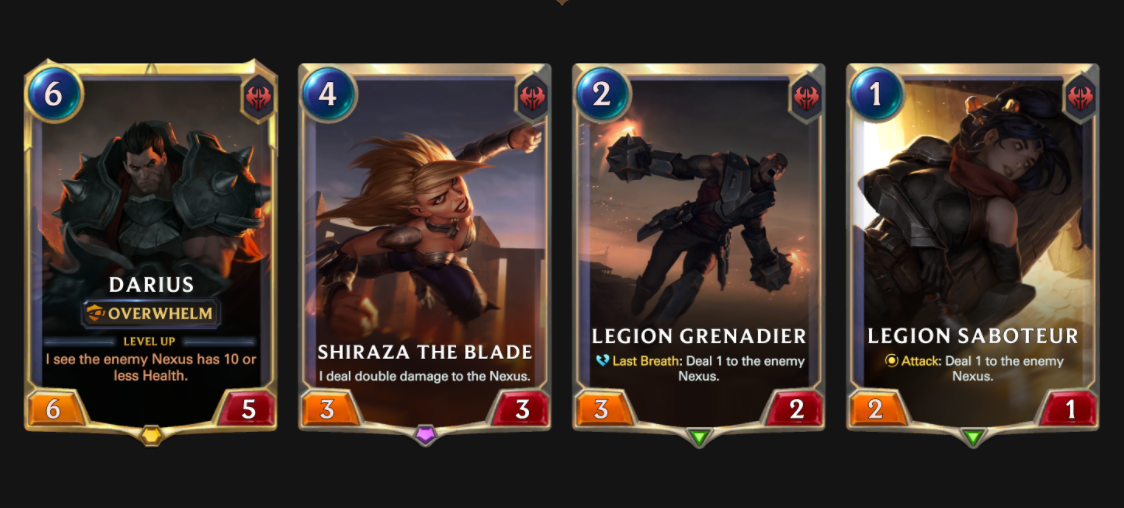 6
DARIUS
OVERWHELM
LEVEL UP
I see the enemy Nexus has 10 or
less Health.
6
5
4
SHIRAZA THE BLADE
I deal double damage to the Nexus.
3
3
2
LEGION GRENADIER
Last Breath: Deal 1 to the enemy
Nexus.
3
2
1
LEGION SABOTEUR
Attack: Deal 1 to the enemy
Nexus.
2
1